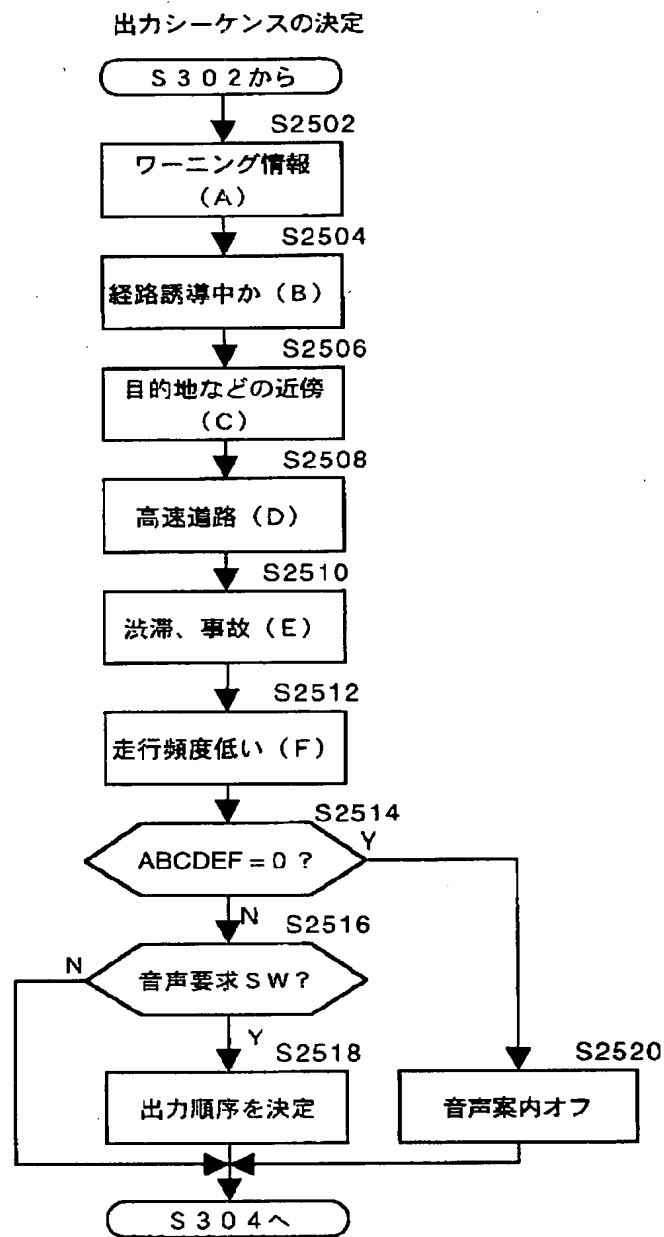 出力シーケンスの決定
S302から
S2502
ワーニング情報
(A)
S2504
経路誘導中か(B)
S2506
目的地などの近傍
(C)
S2508
高速道路(D)
S2510
渋滞、事故(E)
S2512
走行頻度低い(F)
S2514
ABCDEF=0?
Y
N
S2516
音声要求SW?
N
Y
S2518
出力順序を決定
S2520
音声案内オフ
S304へ